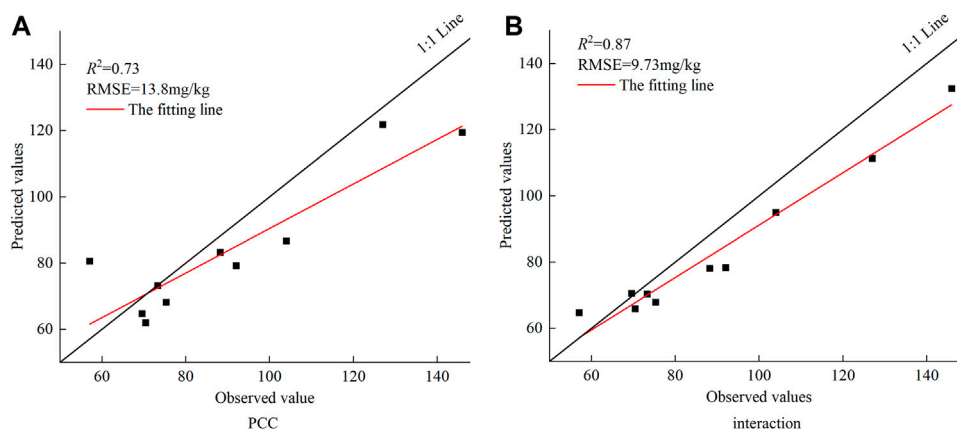 A
1:1 Line
R²=0.73
RMSE=13.8mg/kg
The fitting line
Predicted values
140
120
100
80
60
60 80 100 120 140
Observed value
PCC
B
1:1 Line
R²=0.87
RMSE=9.73mg/kg
The fitting line
Predicted values
140
120
100
80
60
60 80 100 120 140
Observed values
interaction